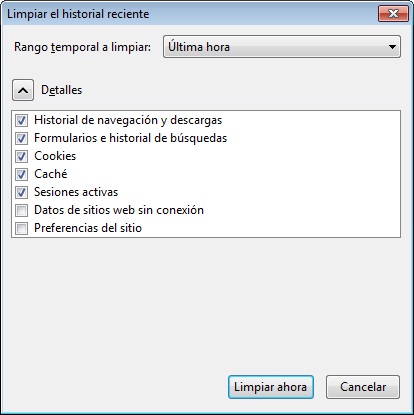 Limpiar el historial reciente
Rango temporal a limpiar: Última hora
Detalles
Historial de navegación y descargas
Formularios e historial de búsquedas
Cookies
Caché
Sesiones activas
Datos de sitios web sin conexión
Preferencias del sitio
Limpiar ahora Cancelar